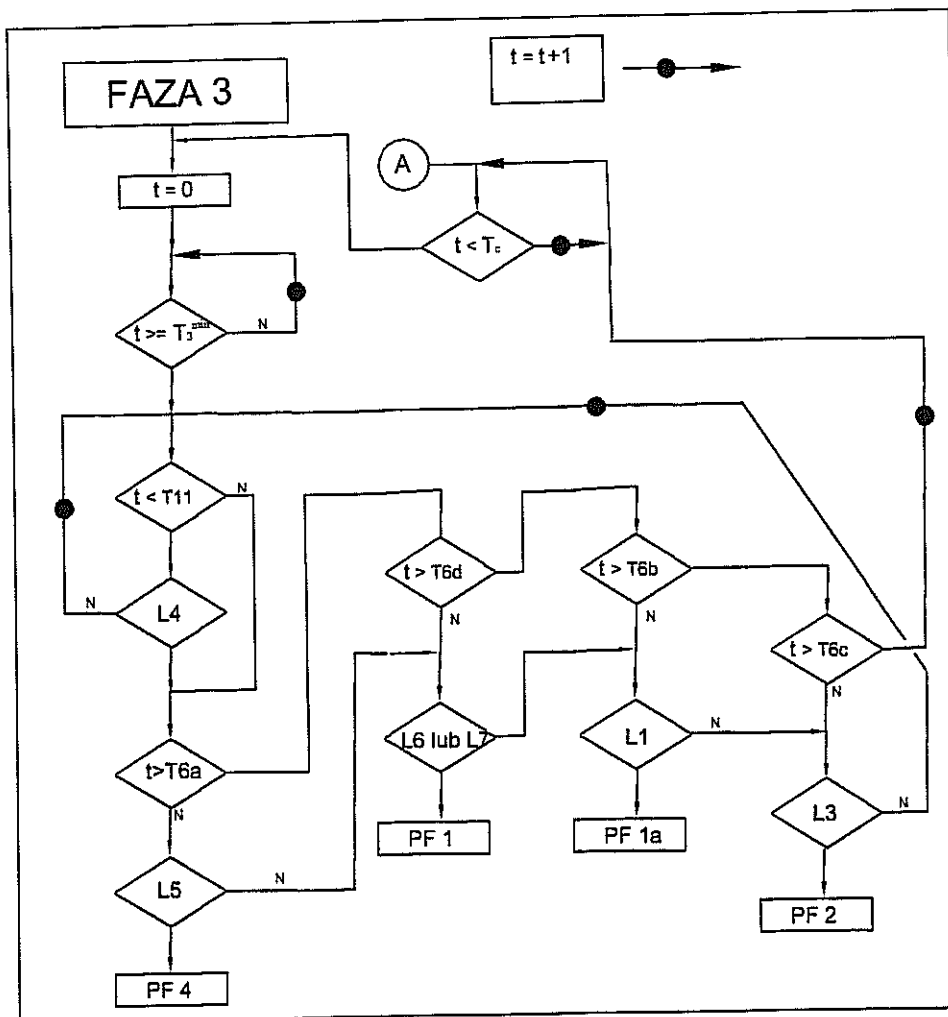 FAZA 3
t = t+1
A
t = 0
t < Tc
t >= T3min
N
t < T11
N
t > T6d
t > T6b
N
L4
N
N
t > T6c
N
L6 lub L7
L1
N
t>T6a
N
L3
N
PF 1
PF 1a
L5
N
PF 2
PF 4